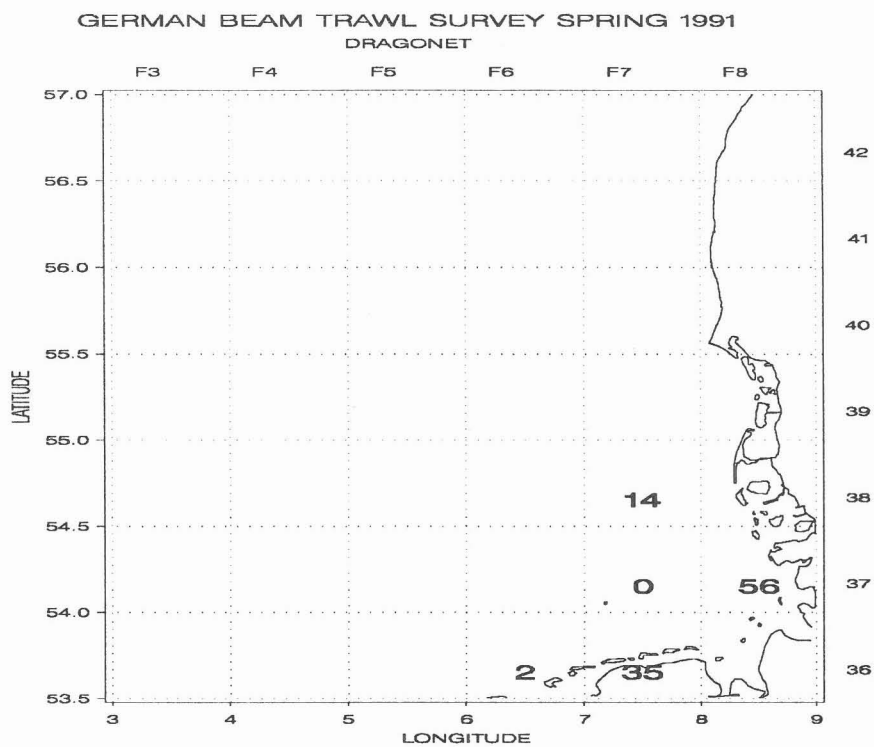 GERMAN BEAM TRAWL SURVEY SPRING 1991
DRAGONET
F3 F4 F5 F6 F7 F8
57.0
42
56.5
41
56.0
40
55.5
39
55.0
14 38
54.5
0 56 37
54.0
2 35 36
53.5
3 4 5 6 7 8 9
LATITUDE
LONGITUDE